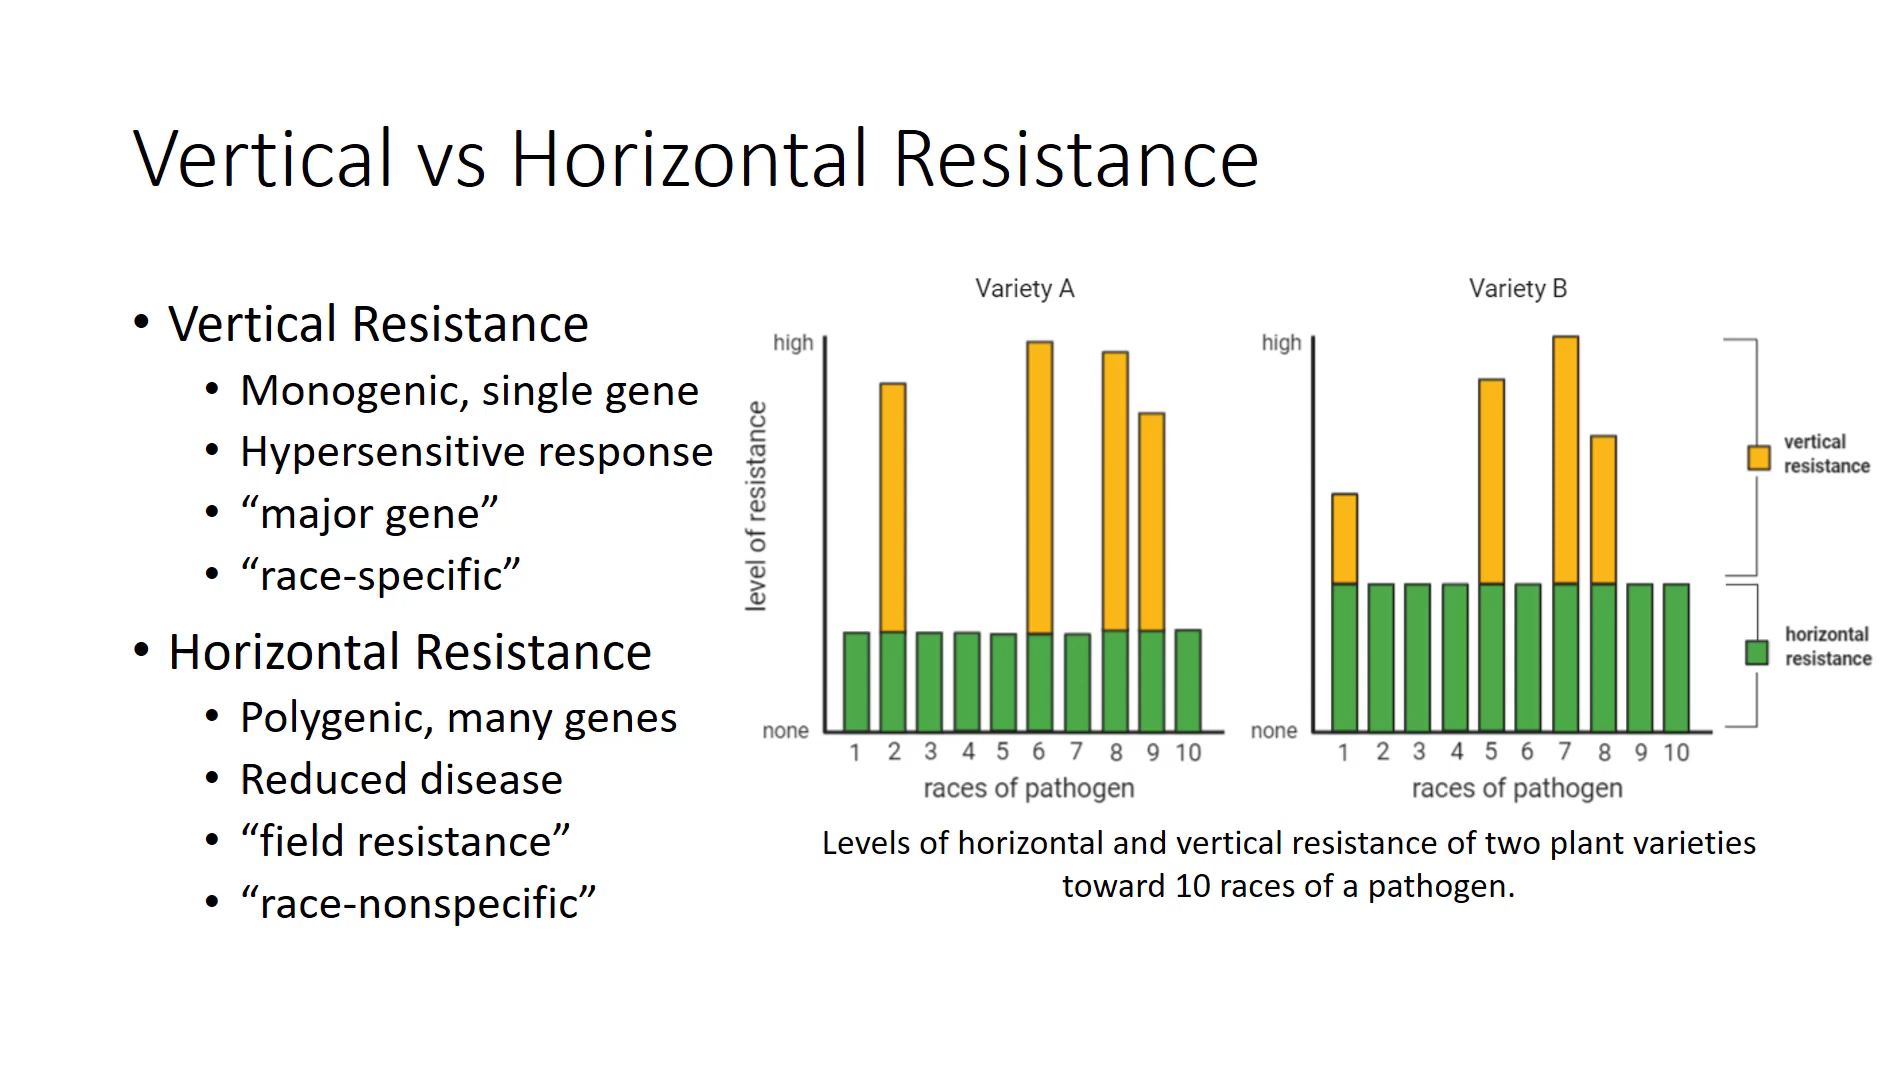 Vertical vs Horizontal Resistance
• Vertical Resistance
• Monogenic, single gene
• Hypersensitive response
• “major gene”
• “race-specific”
• Horizontal Resistance
• Polygenic, many genes
• Reduced disease
• “field resistance”
• “race-nonspecific”
Variety A
high
level of resistance
none
1 2 3 4 5 6 7 8 9 10
races of pathogen
Variety B
high
none
1 2 3 4 5 6 7 8 9 10
races of pathogen
vertical
resistance
horizontal
resistance
Levels of horizontal and vertical resistance of two plant varieties
toward 10 races of a pathogen.